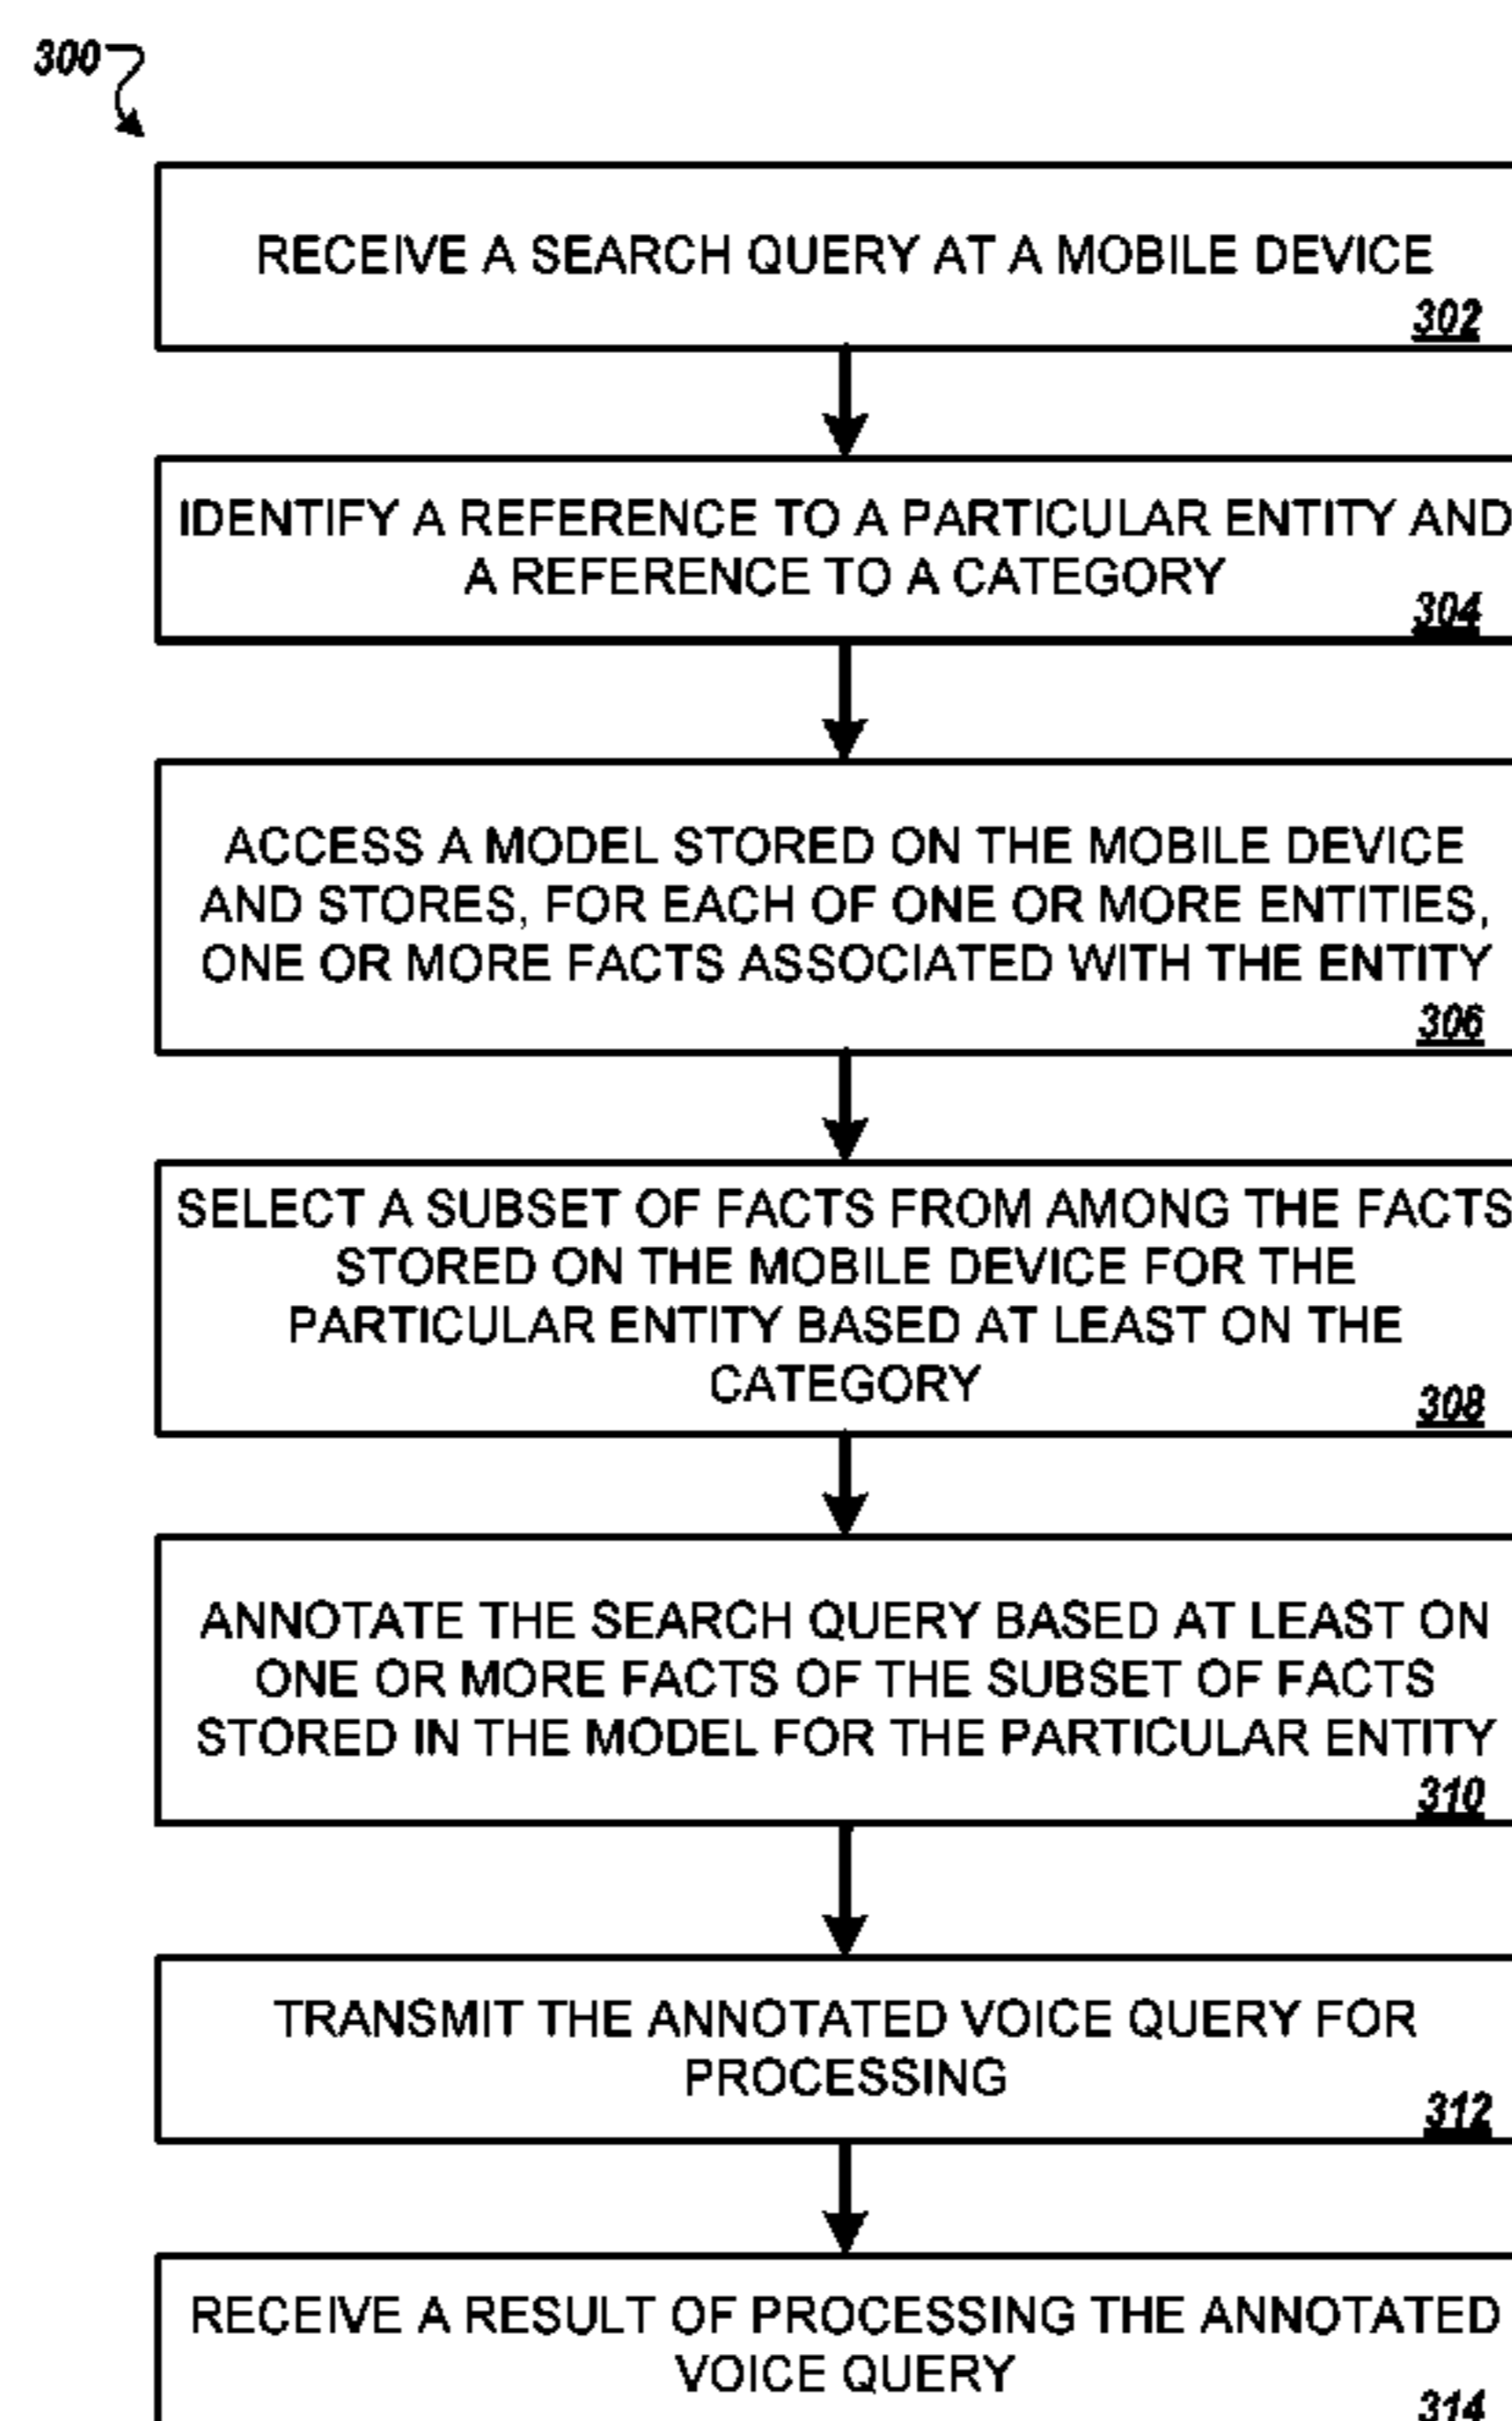 300
RECEIVE A SEARCH QUERY AT A MOBILE DEVICE
302
IDENTIFY A REFERENCE TO A PARTICULAR ENTITY AND
A REFERENCE TO A CATEGORY
304
ACCESS A MODEL STORED ON THE MOBILE DEVICE
AND STORES, FOR EACH OF ONE OR MORE ENTITIES,
ONE OR MORE FACTS ASSOCIATED WITH THE ENTITY
306
SELECT A SUBSET OF FACTS FROM AMONG THE FACTS
STORED ON THE MOBILE DEVICE FOR THE
PARTICULAR ENTITY BASED AT LEAST ON THE
CATEGORY
308
ANNOTATE THE SEARCH QUERY BASED AT LEAST ON
ONE OR MORE FACTS OF THE SUBSET OF FACTS
STORED IN THE MODEL FOR THE PARTICULAR ENTITY
310
TRANSMIT THE ANNOTATED VOICE QUERY FOR
PROCESSING
312
RECEIVE A RESULT OF PROCESSING THE ANNOTATED
VOICE QUERY
314